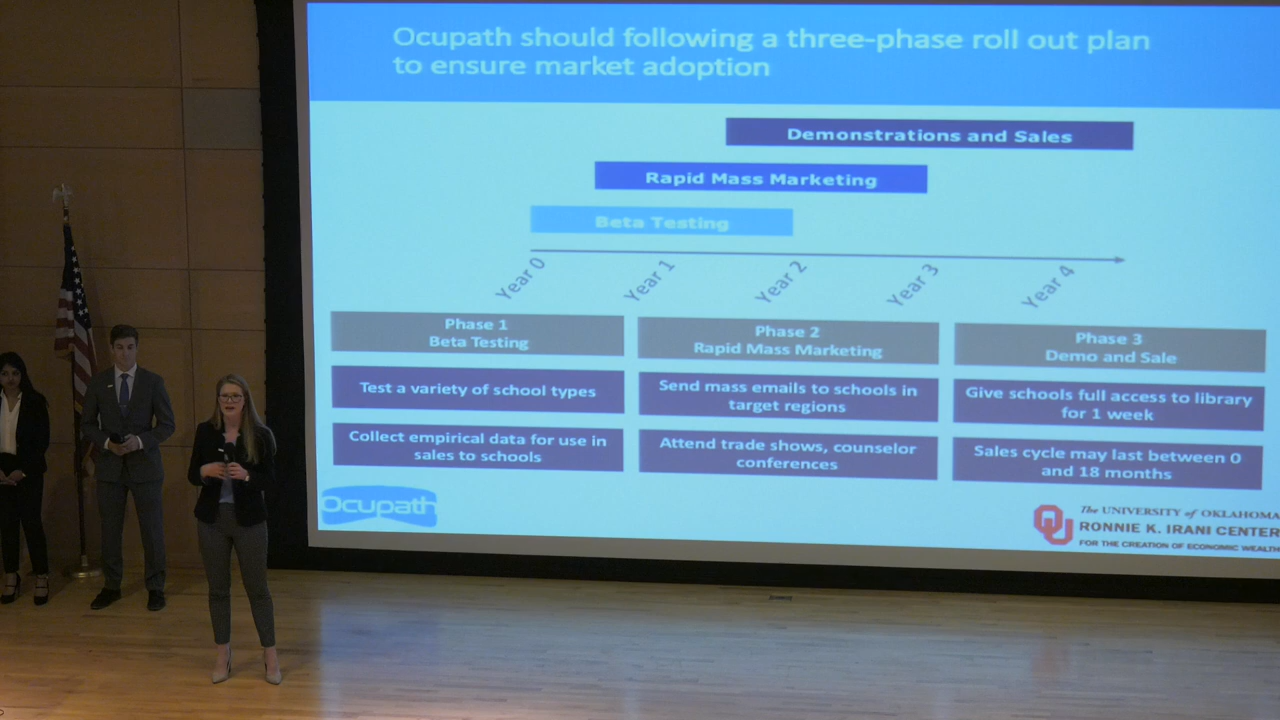 Ocupath should following a three-phase roll out plan
to ensure market adoption
Demonstrations and Sales
Rapid Mass Marketing
Beta Testing
Year 0
Year 1
Year 2
Year 3
Year 4
Phase 1
Beta Testing
Test a variety of school types
Collect empirical data for use in
sales to schools
Phase 2
Rapid Mass Marketing
Send mass emails to schools in
target regions
Attend trade shows, counselor
conferences
Phase 3
Demo and Sale
Give schools full access to library
for 1 week
Sales cycle may last between 0
and 18 months
Ocupath
The UNIVERSITY of OKLAHOMA
RONNIE K. IRANI CENTER
FOR THE CREATION OF ECONOMIC WEALTH